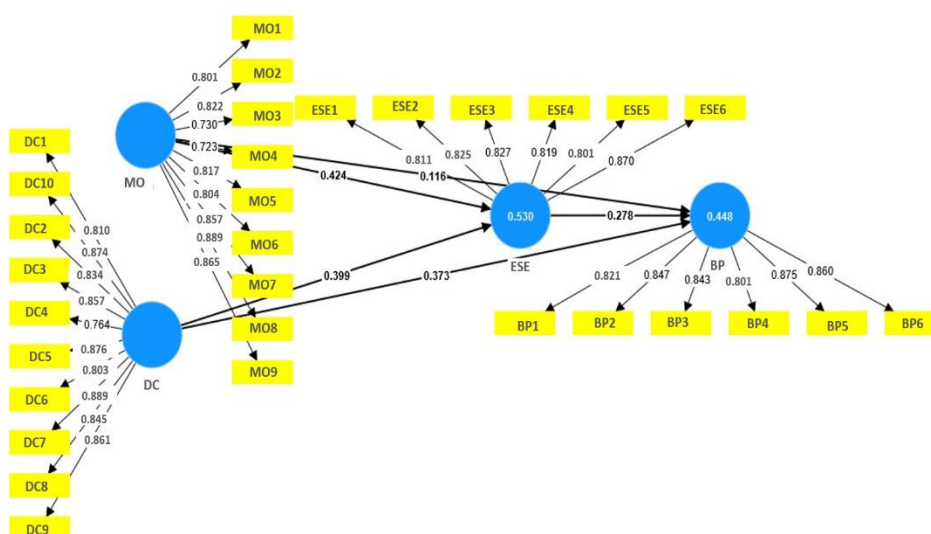 MO1
MO2
MO3
MO4
MO5
MO6
MO7
MO8
MO9
0.801
0.822
0.730
0.723
0.817
0.804
0.857
0.889
0.865
MO
DC1
DC10
DC2
DC3
DC4
DC5
DC6
DC7
DC8
DC9
0.810
0.874
0.834
0.857
0.764
0.876
0.803
0.889
0.845
0.861
DC
ESE1
ESE2
ESE3
ESE4
ESE5
ESE6
0.811
0.825
0.827
0.819
0.801
0.870
0.424
0.116
0.399
0.373
0.530
ESE
0.278
0.448
BP
0.821
0.847
0.843
0.801
0.875
0.860
BP1
BP2
BP3
BP4
BP5
BP6